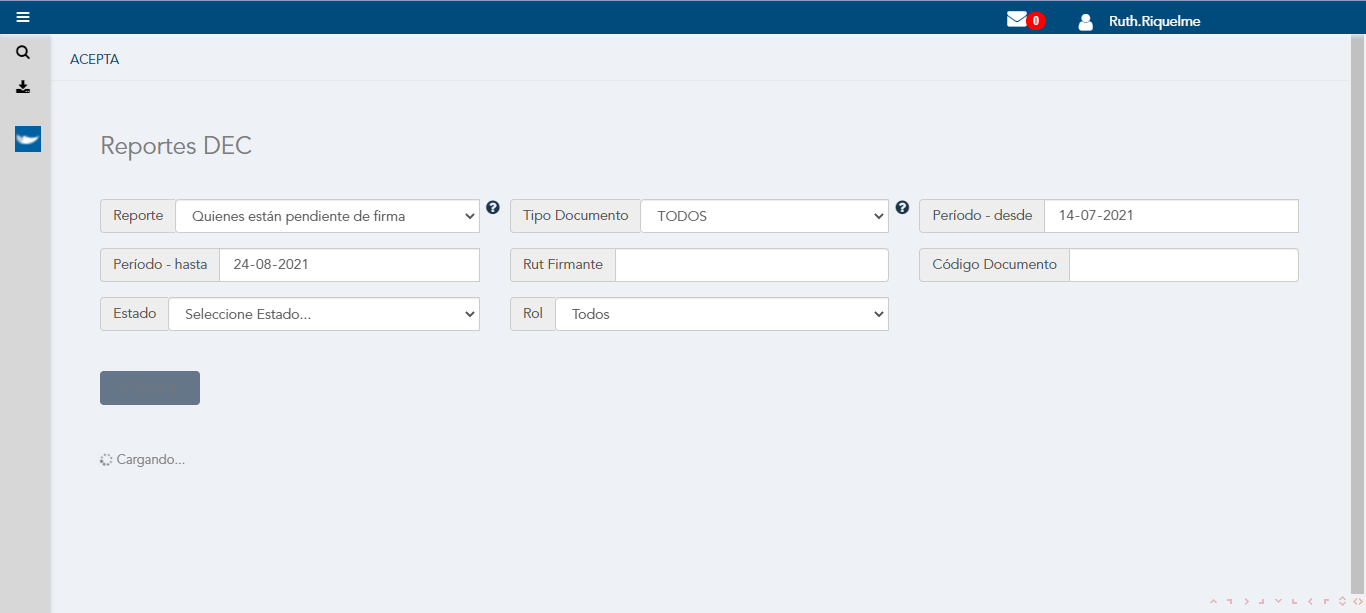 0 Ruth.Riquelme
ACEPTA
Reportes DEC
Reporte Quienes están pendiente de firma ? Tipo Documento TODOS ? Período - desde 14-07-2021
Período - hasta 24-08-2021 Rut Firmante Código Documento
Estado Seleccione Estado... Rol Todos
Cargando...